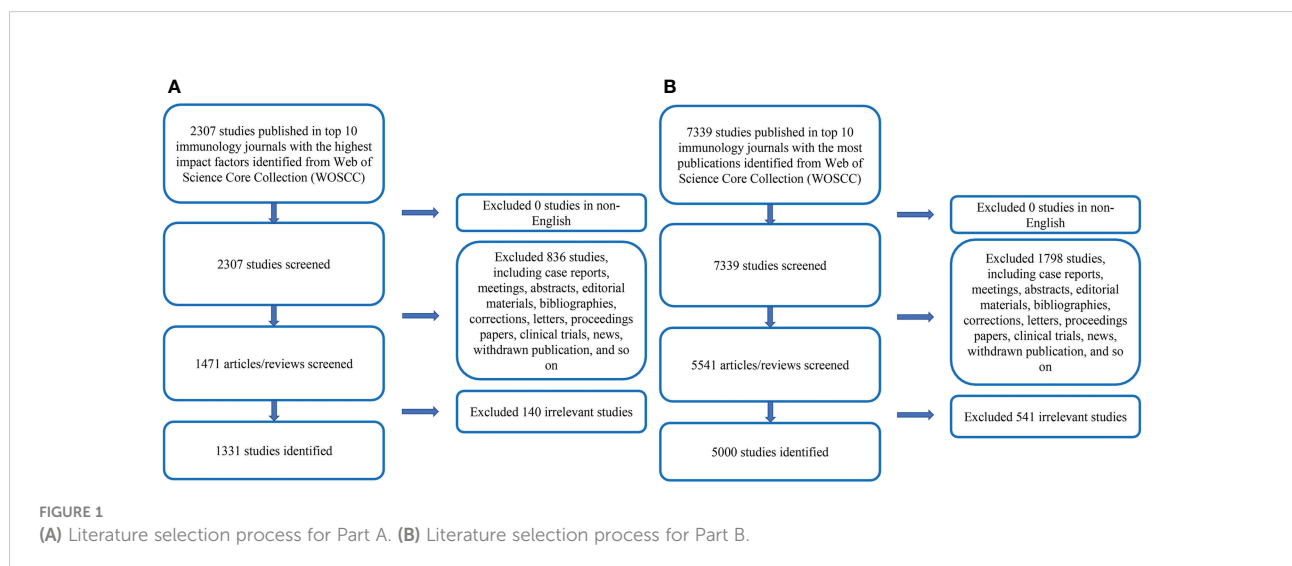 A
2307 studies published in top 10
immunology journals with the highest
impact factors identified from Web of
Science Core Collection (WOSCC)
Excluded 0 studies in non-
English
2307 studies screened
Excluded 836 studies,
including case reports,
meetings, abstracts, editorial
materials, bibliographies,
corrections, letters, proceedings
papers, clinical trials, news,
withdrawn publication, and so
on
1471 articles/reviews screened
Excluded 140 irrelevant studies
1331 studies identified
B
7339 studies published in top 10
immunology journals with the most
publications identified from Web of
Science Core Collection (WOSCC)
Excluded 0 studies in non-
English
7339 studies screened
Excluded 1798 studies,
including case reports,
meetings, abstracts, editorial
materials, bibliographies,
corrections, letters, proceedings
papers, clinical trials, news,
withdrawn publication, and so
on
5541 articles/reviews screened
Excluded 541 irrelevant studies
5000 studies identified
FIGURE 1
(A) Literature selection process for Part A. (B) Literature selection process for Part B.